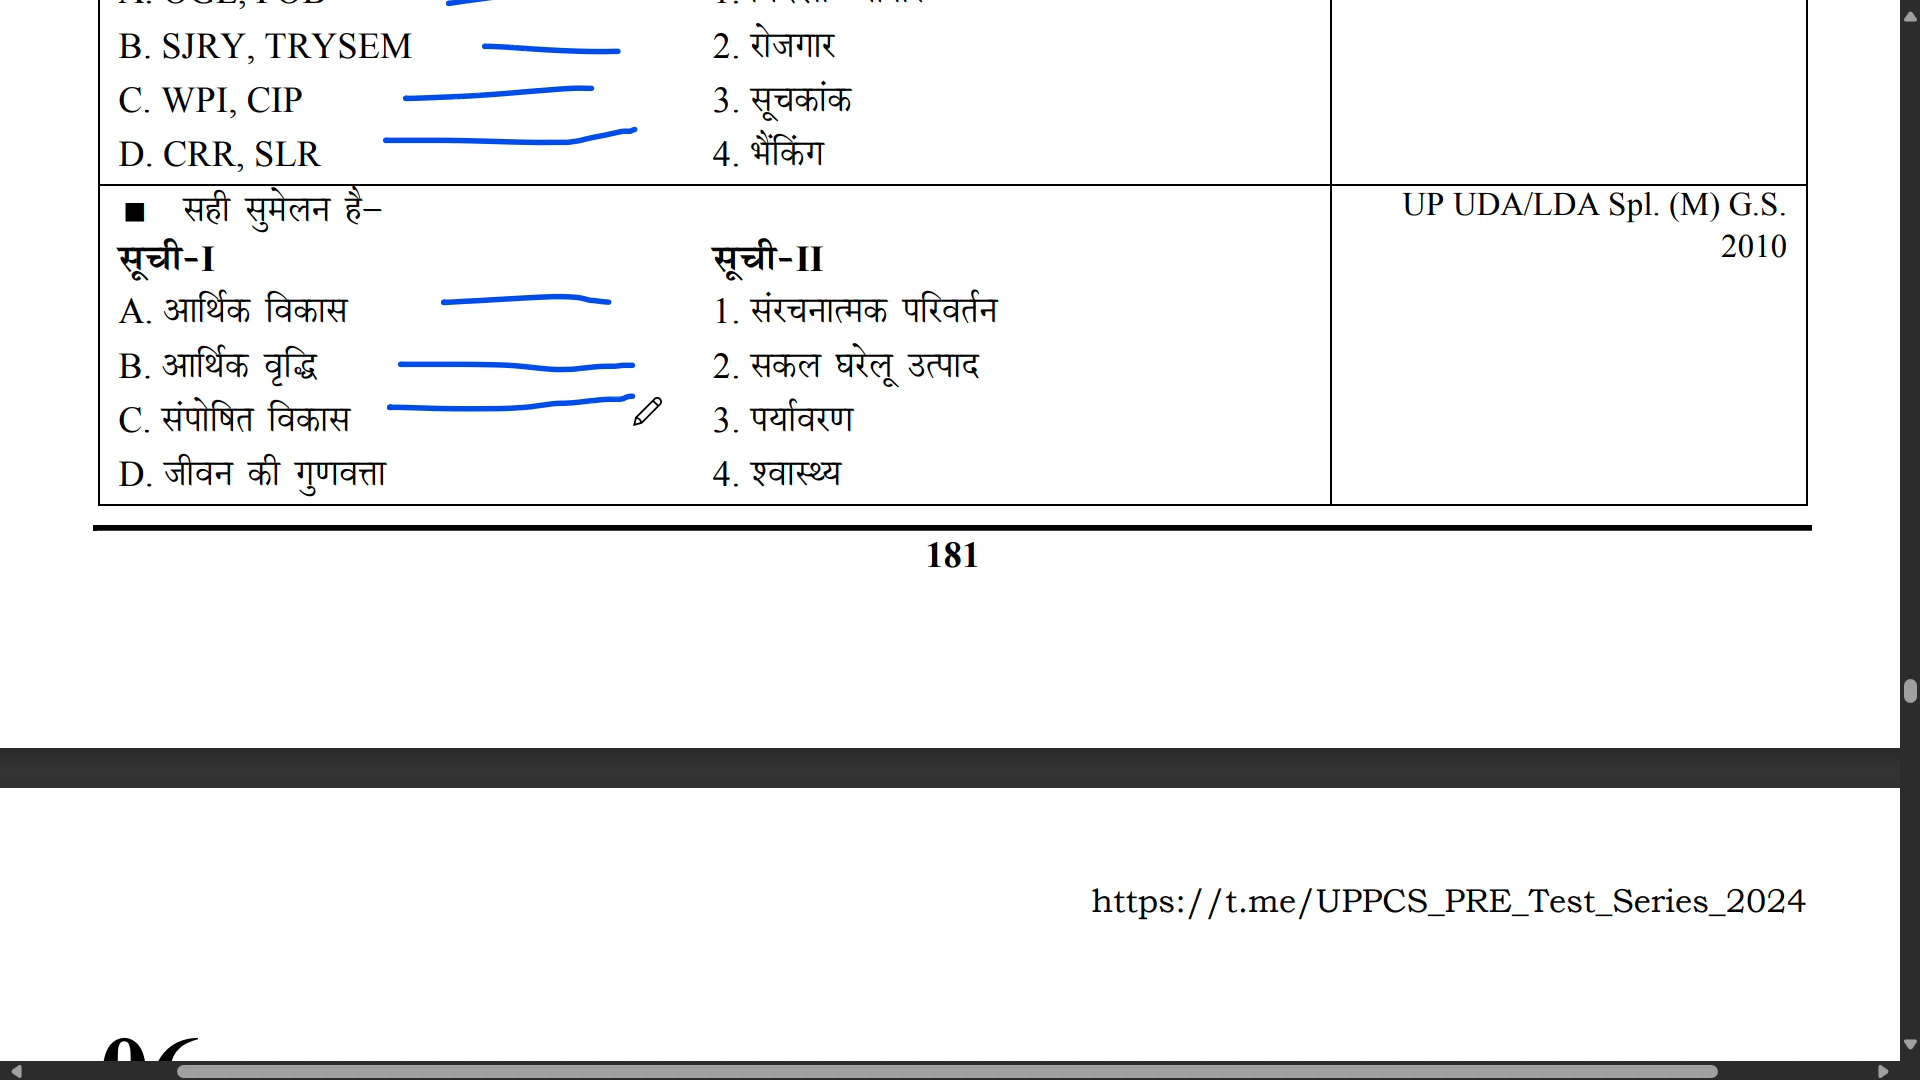 B. SJRY, TRYSEM 2. रोजगार
C. WPI, CIP 3. सूचकांक
D. CRR, SLR 4. भैंकिंग
■ सही सुमेलन है– UP UDA/LDA Spl. (M) G.S.
2010
सूची-I सूची-II
A. आर्थिक विकास 1. संरचनात्मक परिवर्तन
B. आर्थिक वृद्धि 2. सकल घरेलू उत्पाद
C. संपोषित विकास 3. पर्यावरण
D. जीवन की गुणवत्ता 4. श्वास्थ्य
181
https://t.me/UPPCS_PRE_Test_Series_2024